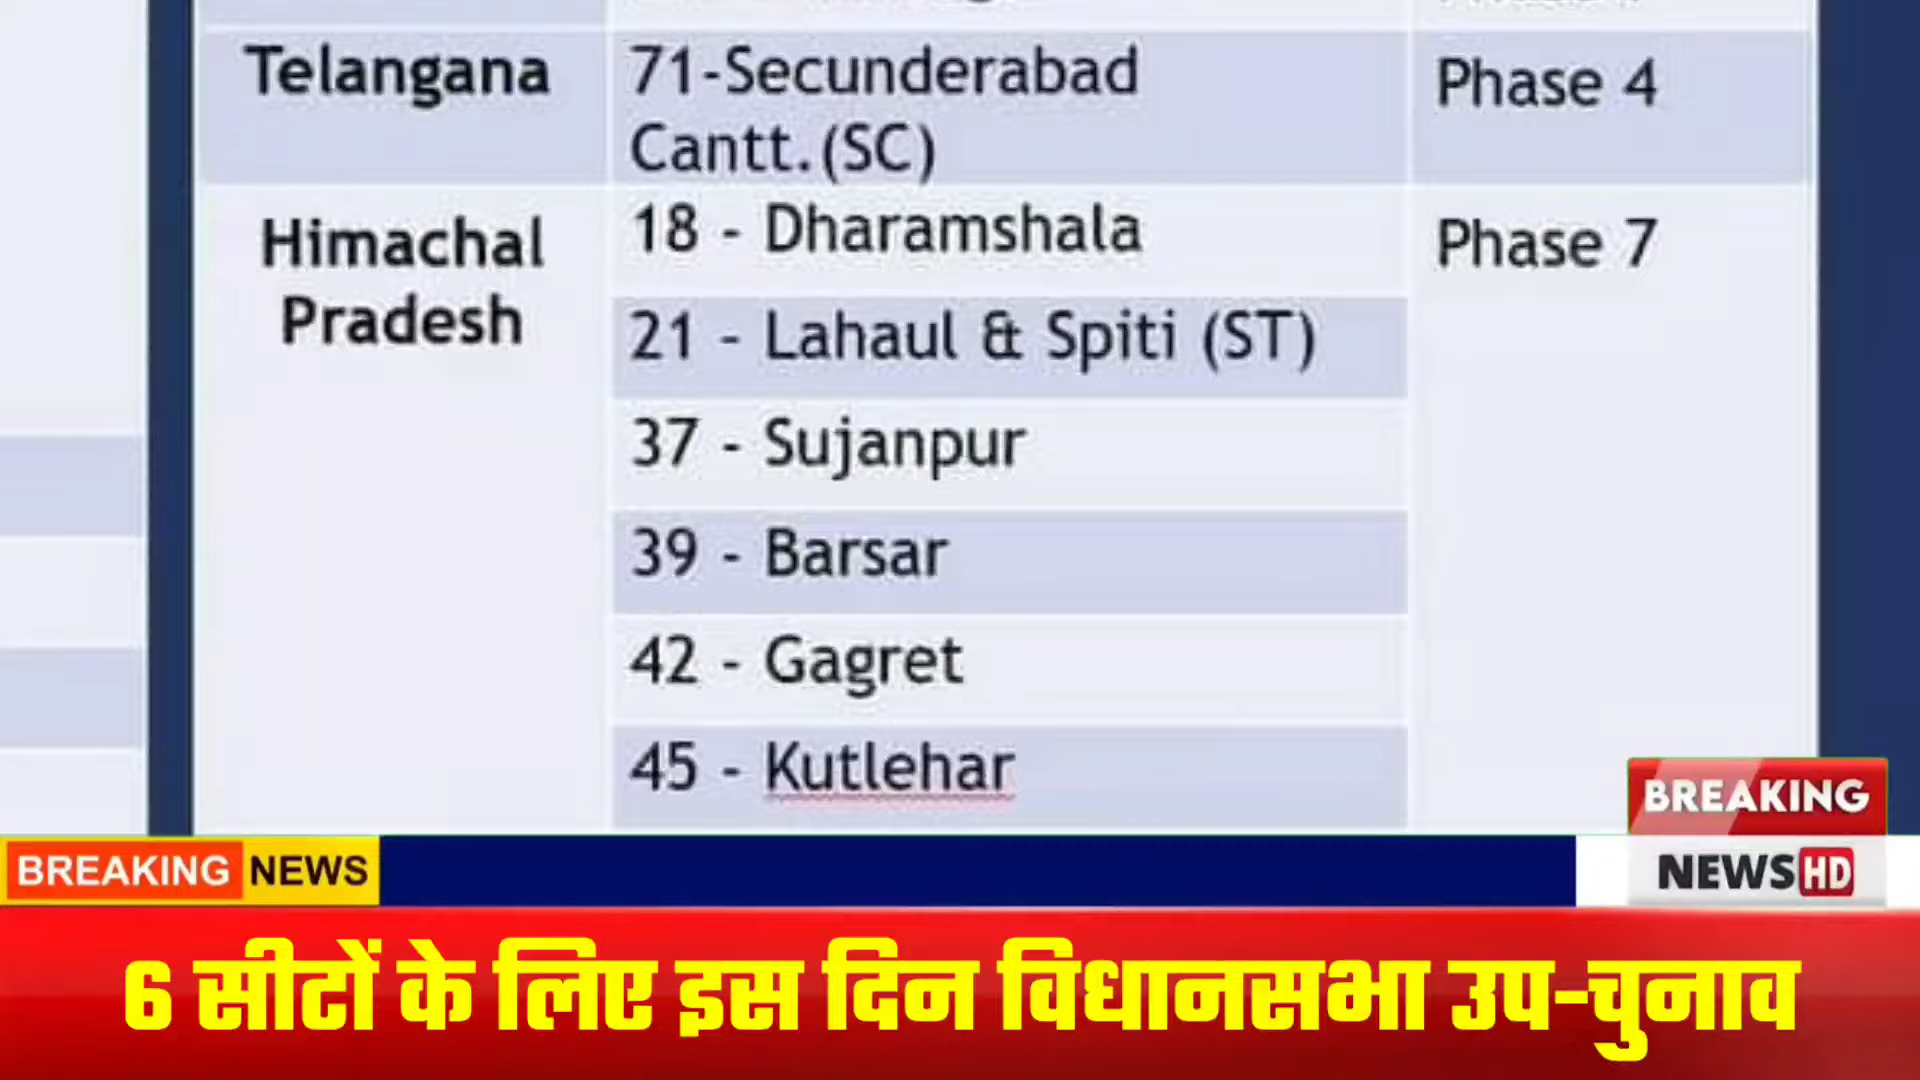 Telangana 71-Secunderabad Phase 4
Cantt.(SC)
Himachal 18 - Dharamshala Phase 7
Pradesh
21 - Lahaul & Spiti (ST)
37 - Sujanpur
39 - Barsar
42 - Gagret
45 - Kutlehar
BREAKING
NEWS HD
BREAKING NEWS
6 सीटों के लिए इस दिन विधानसभा उप-चुनाव